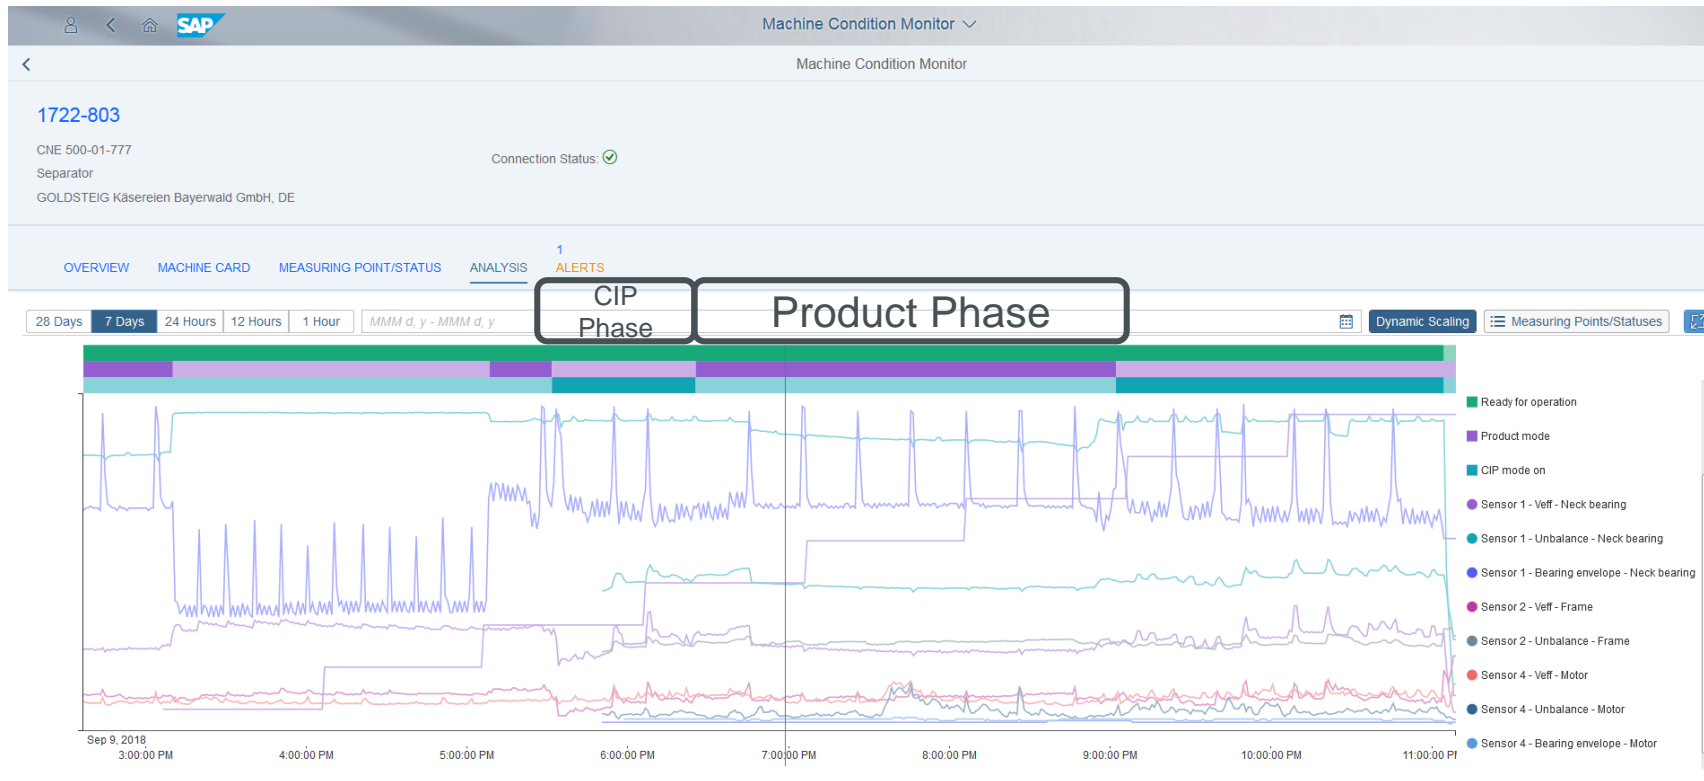 SAP
Machine Condition Monitor
Machine Condition Monitor
1722-803
CNE 500-01-777
Connection Status:
Separator
GOLDSTEIG Käsereien Bayerwald GmbH, DE
1
OVERVIEW MACHINE CARD MEASURING POINT/STATUS ANALYSIS ALERTS
CIP
Phase
Product Phase
28 Days 7 Days 24 Hours 12 Hours 1 Hour MMM d, y - MMM d, y Dynamic Scaling Measuring Points/Statuses
Ready for operation
Product mode
CIP mode on
Sensor 1 - Veff - Neck bearing
Sensor 1 - Unbalance - Neck bearing
Sensor 1 - Bearing envelope - Neck bearing
Sensor 2 - Veff - Frame
Sensor 2 - Unbalance - Frame
Sensor 4 - Veff - Motor
Sensor 4 - Unbalance - Motor
Sensor 4 - Bearing envelope - Motor
Sep 9, 2018
3:00:00 PM 4:00:00 PM 5:00:00 PM 6:00:00 PM 7:00:00 PM 8:00:00 PM 9:00:00 PM 10:00:00 PM 11:00:00 P